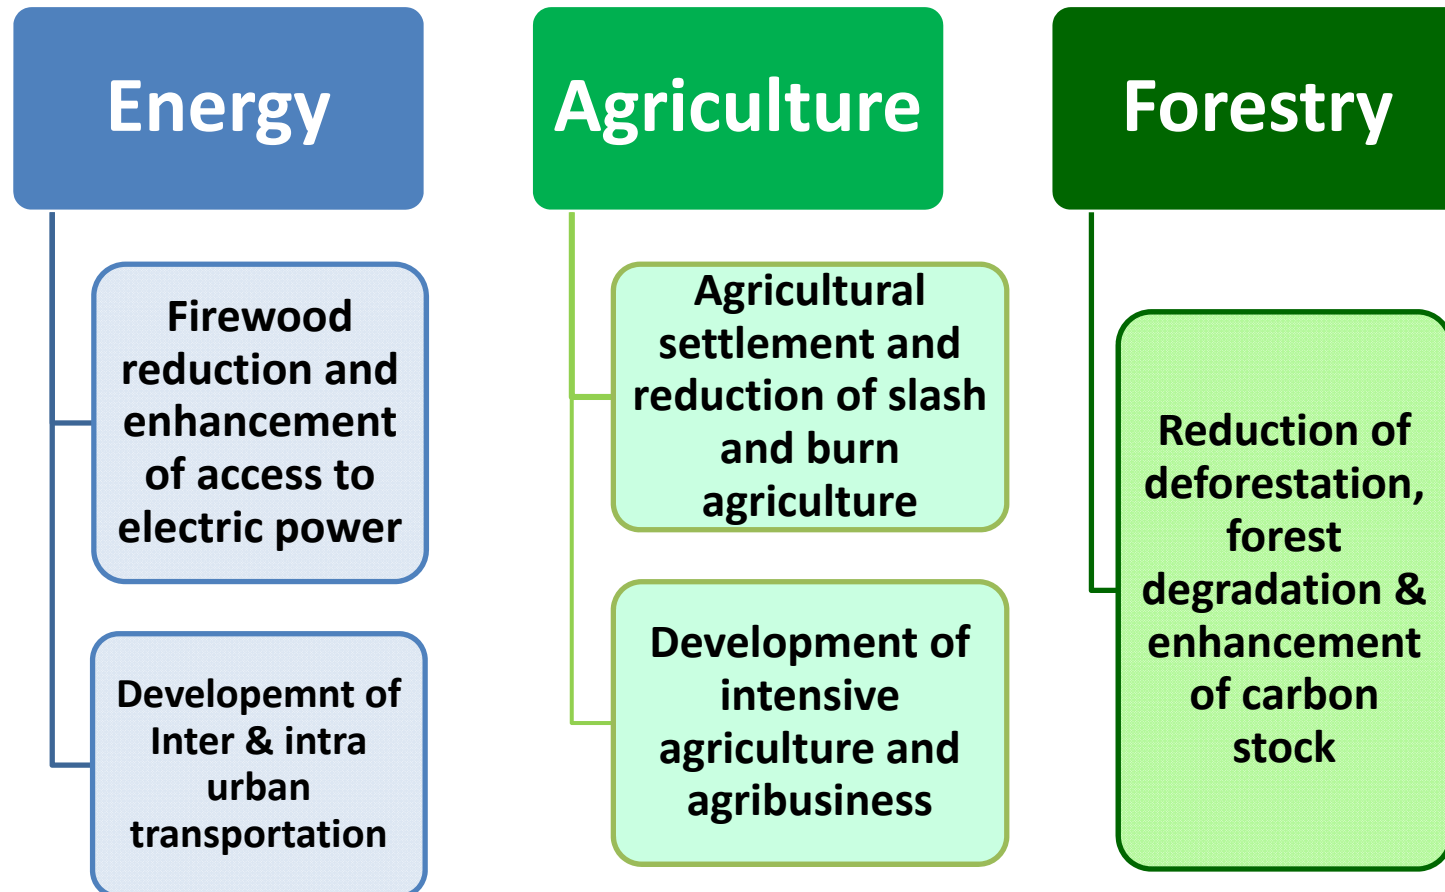 Energy
Firewood
reduction and
enhancement
of access to
electric power
Developemnt of
Inter & intra
urban
transportation
Agriculture
Agricultural
settlement and
reduction of slash
and burn
agriculture
Development of
intensive
agriculture and
agribusiness
Forestry
Reduction of
deforestation,
forest
degradation &
enhancement
of carbon
stock